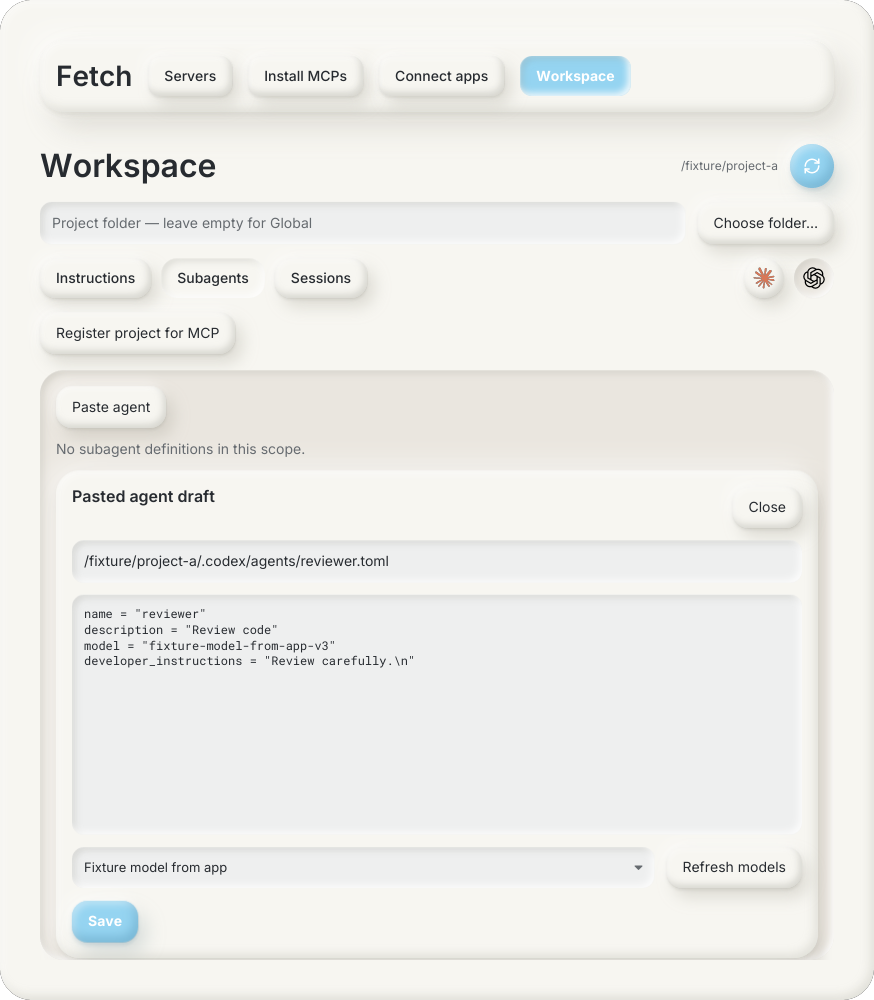 Fetch
Servers
Install MCPs
Connect apps
Workspace
Workspace
/fixture/project-a
Project folder — leave empty for Global
Choose folder...
Instructions
Subagents
Sessions
Register project for MCP
Paste agent
No subagent definitions in this scope.
Pasted agent draft
Close
/fixture/project-a/.codex/agents/reviewer.toml
name = "reviewer"
description = "Review code"
model = "fixture-model-from-app-v3"
developer_instructions = "Review carefully.\n"
Fixture model from app
Refresh models
Save